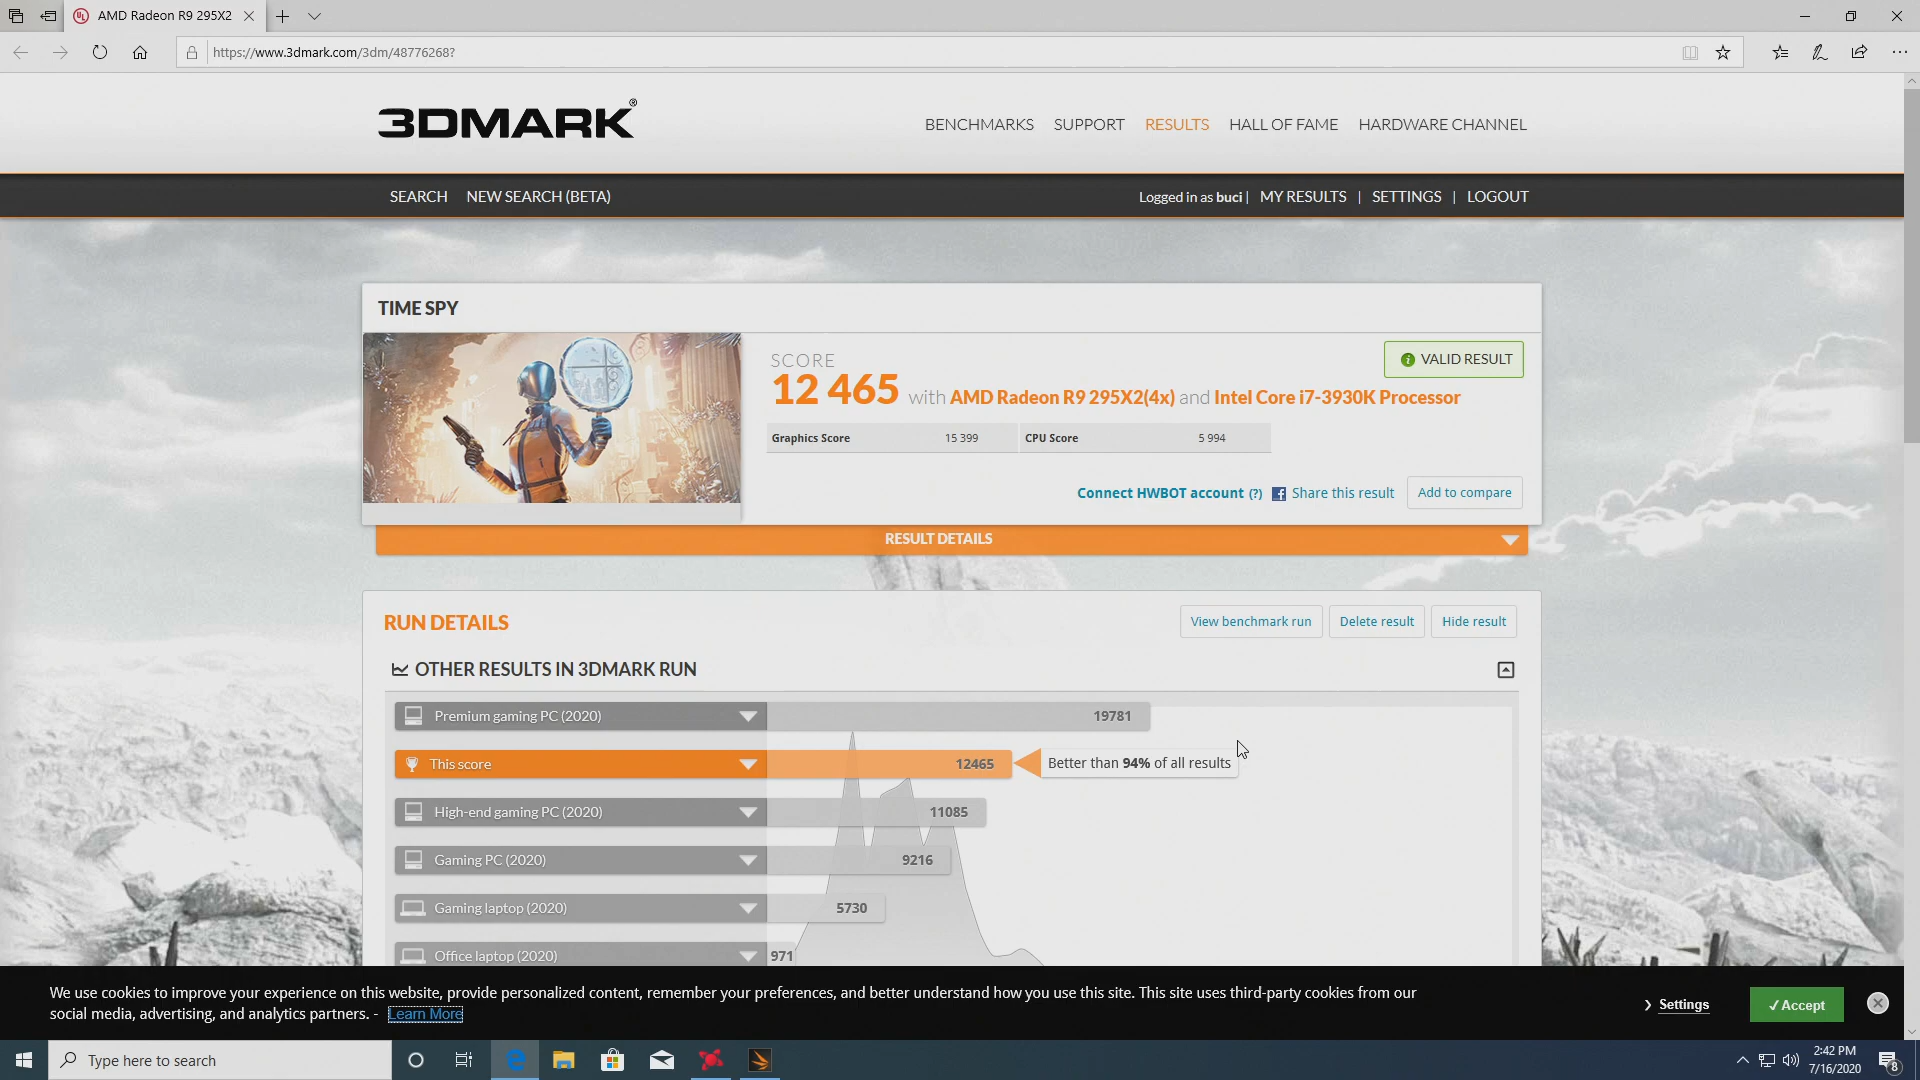 AMD Radeon R9 295X2
https://www.3dmark.com/3dm/48776268?
3DMARK®
BENCHMARKS SUPPORT RESULTS HALL OF FAME HARDWARE CHANNEL
SEARCH NEW SEARCH (BETA) Logged in as buci | MY RESULTS | SETTINGS | LOGOUT
TIME SPY
SCORE
VALID RESULT
12 465 with AMD Radeon R9 295X2(4x) and Intel Core i7-3930K Processor
Graphics Score 15 399 CPU Score 5 994
Connect HWBOT account (?) Share this result Add to compare
RESULT DETAILS
RUN DETAILS View benchmark run Delete result Hide result
OTHER RESULTS IN 3DMARK RUN
Premium gaming PC (2020) 19781
This score 12465 Better than 94% of all results
High-end gaming PC (2020) 11085
Gaming PC (2020) 9216
Gaming laptop (2020) 5730
Office laptop (2020) 971
We use cookies to improve your experience on this website, provide personalized content, remember your preferences, and better understand how you use this site. This site uses third-party cookies from our
social media, advertising, and analytics partners. - Learn More
Settings
Accept
Type here to search
2:42 PM
7/16/2020
8